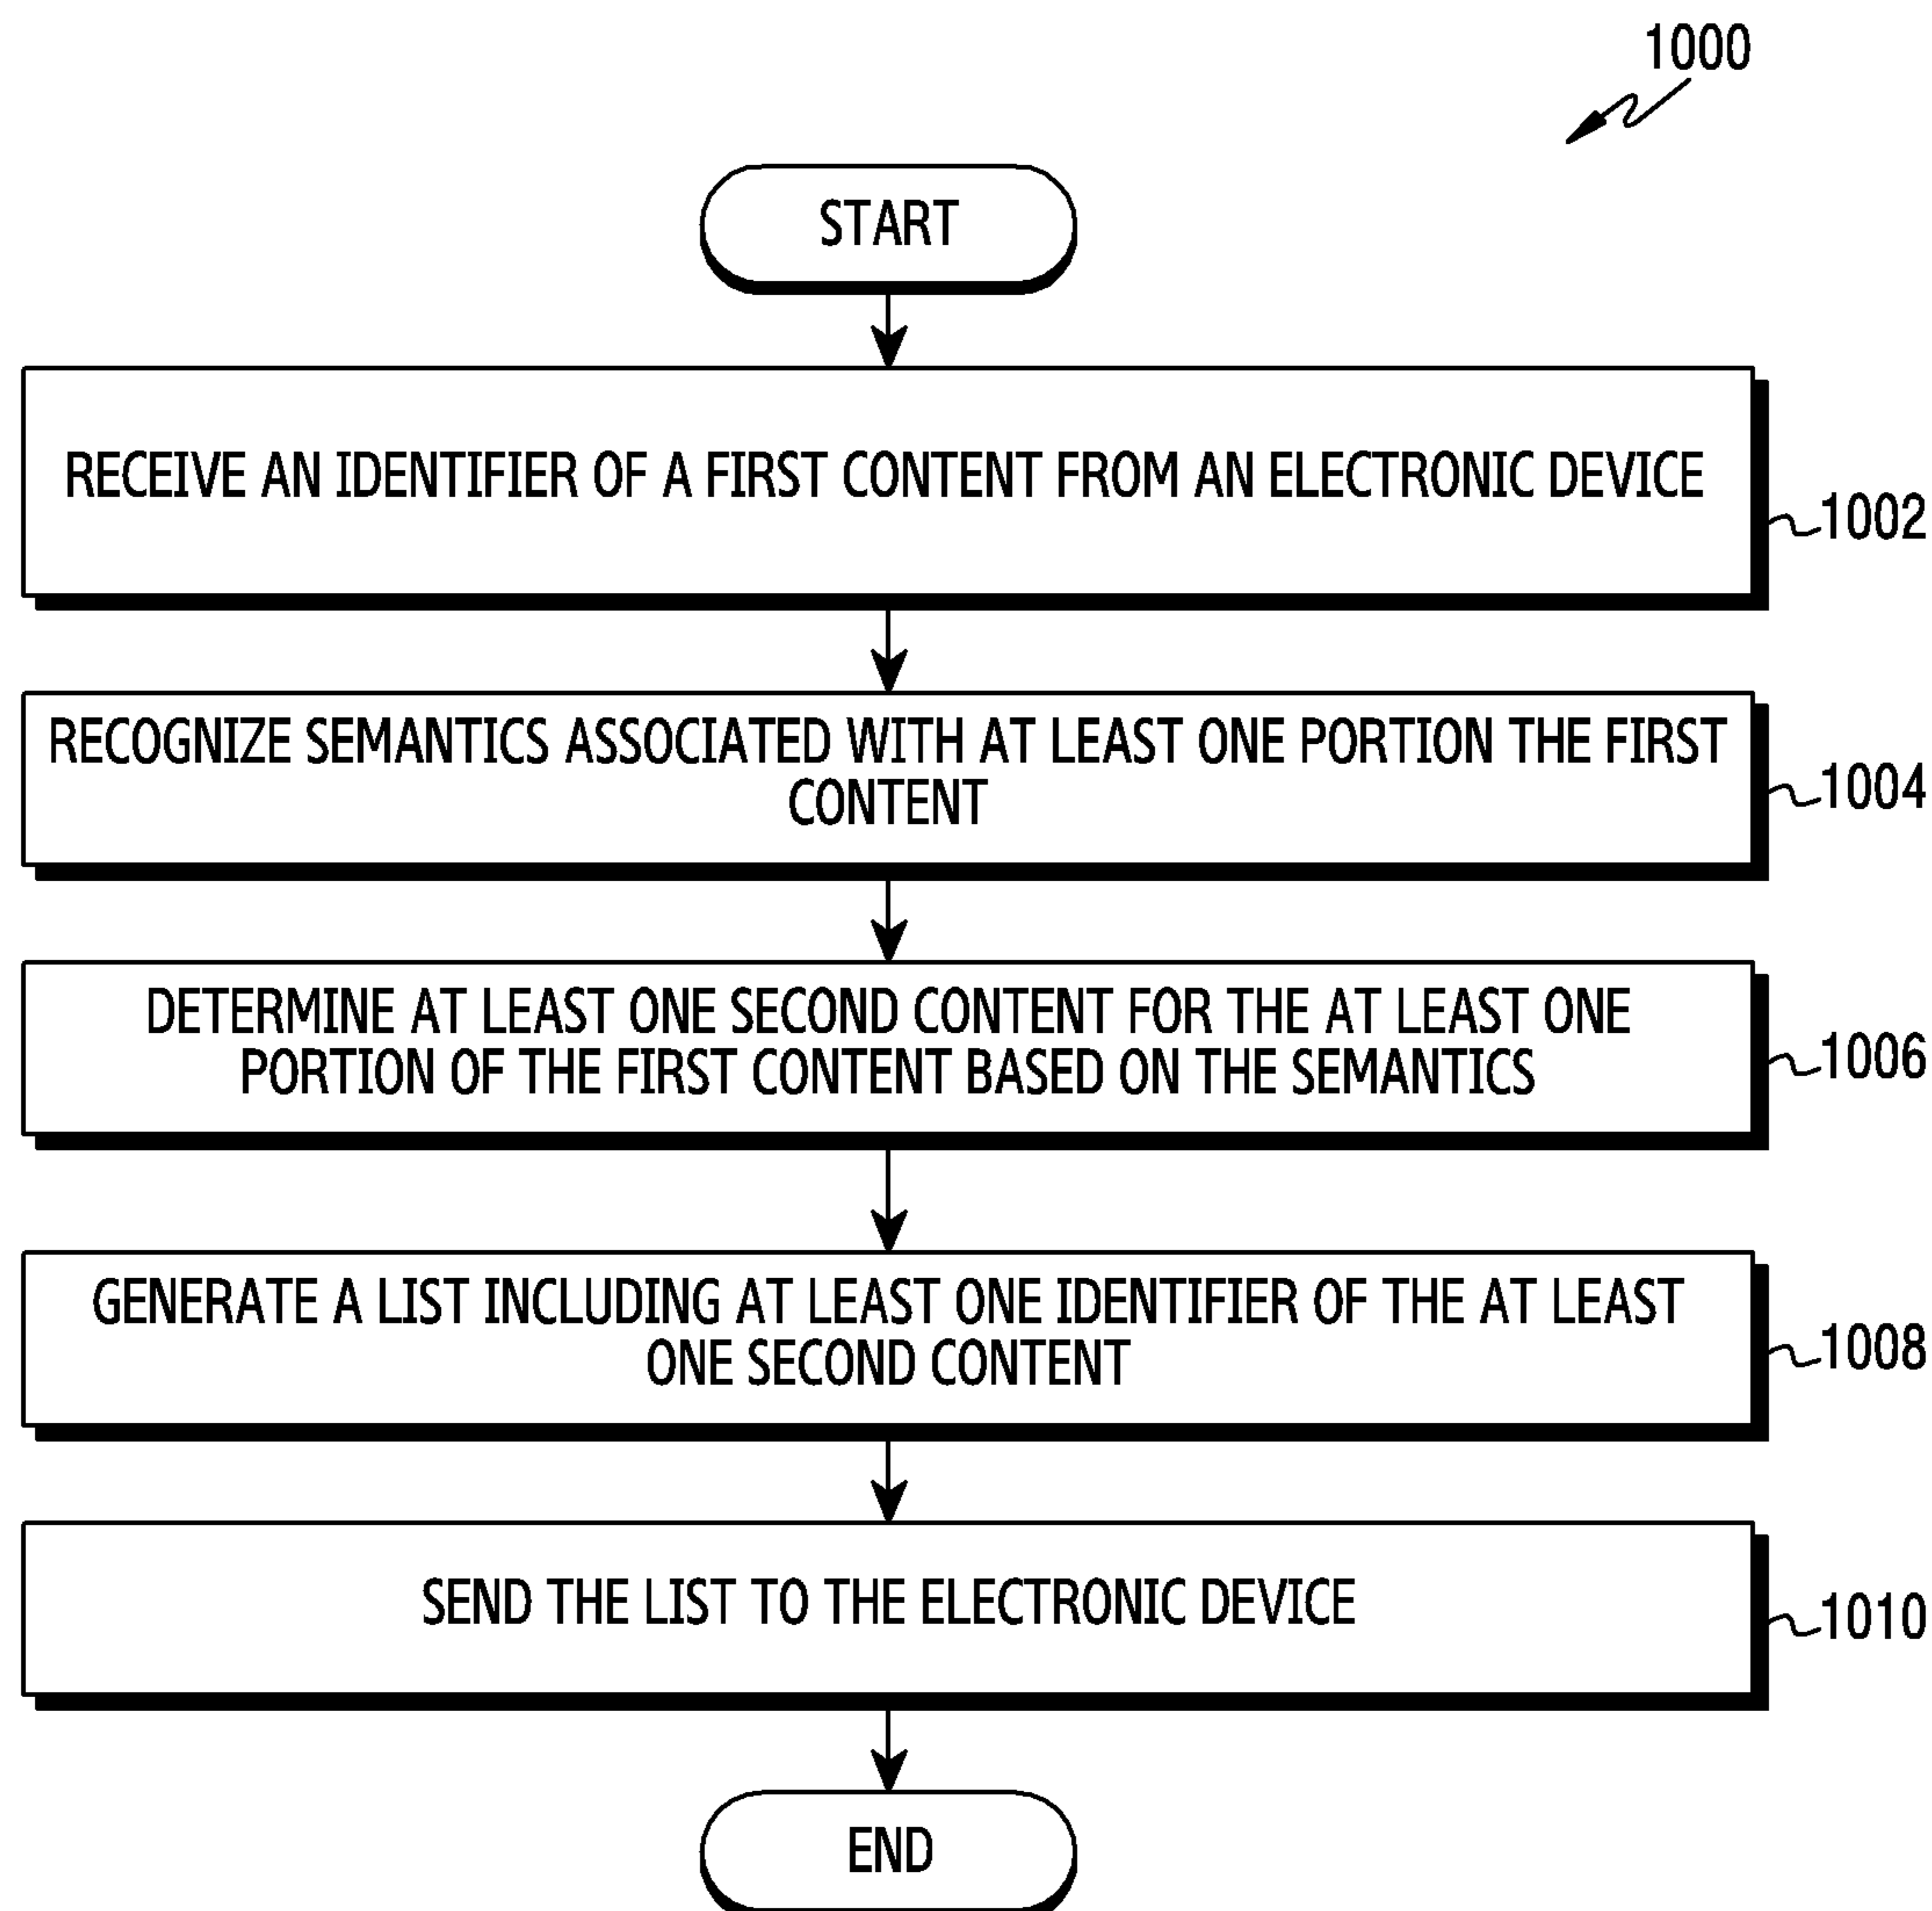 1000
START
RECEIVE AN IDENTIFIER OF A FIRST CONTENT FROM AN ELECTRONIC DEVICE
1002
RECOGNIZE SEMANTICS ASSOCIATED WITH AT LEAST ONE PORTION THE FIRST
CONTENT
1004
DETERMINE AT LEAST ONE SECOND CONTENT FOR THE AT LEAST ONE
PORTION OF THE FIRST CONTENT BASED ON THE SEMANTICS
1006
GENERATE A LIST INCLUDING AT LEAST ONE IDENTIFIER OF THE AT LEAST
ONE SECOND CONTENT
1008
SEND THE LIST TO THE ELECTRONIC DEVICE
1010
END